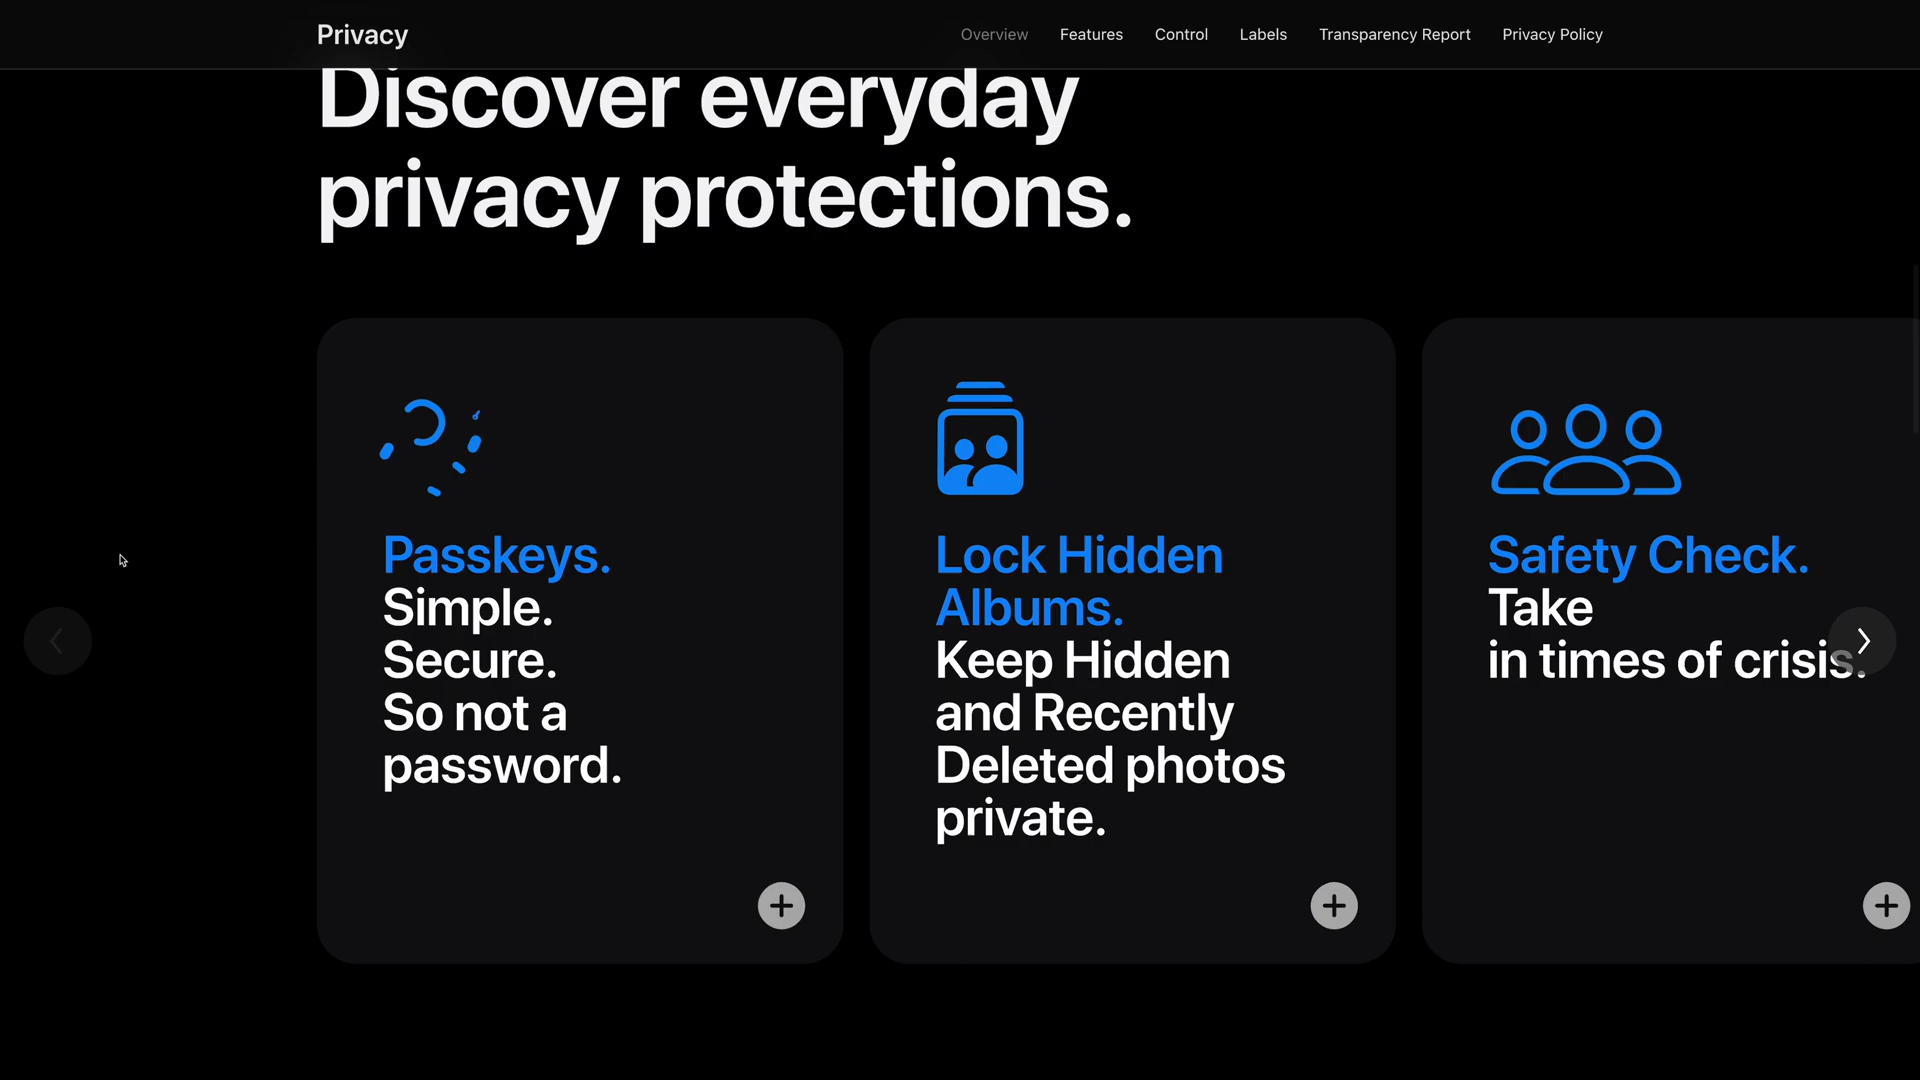 Privacy
Overview
Features
Control
Labels
Transparency Report
Privacy Policy
Discover everyday
privacy protections.
Passkeys.
Simple.
Secure.
So not a
password.
Lock Hidden
Albums.
Keep Hidden
and Recently
Deleted photos
private.
Safety Check.
Take
in times of crisis.